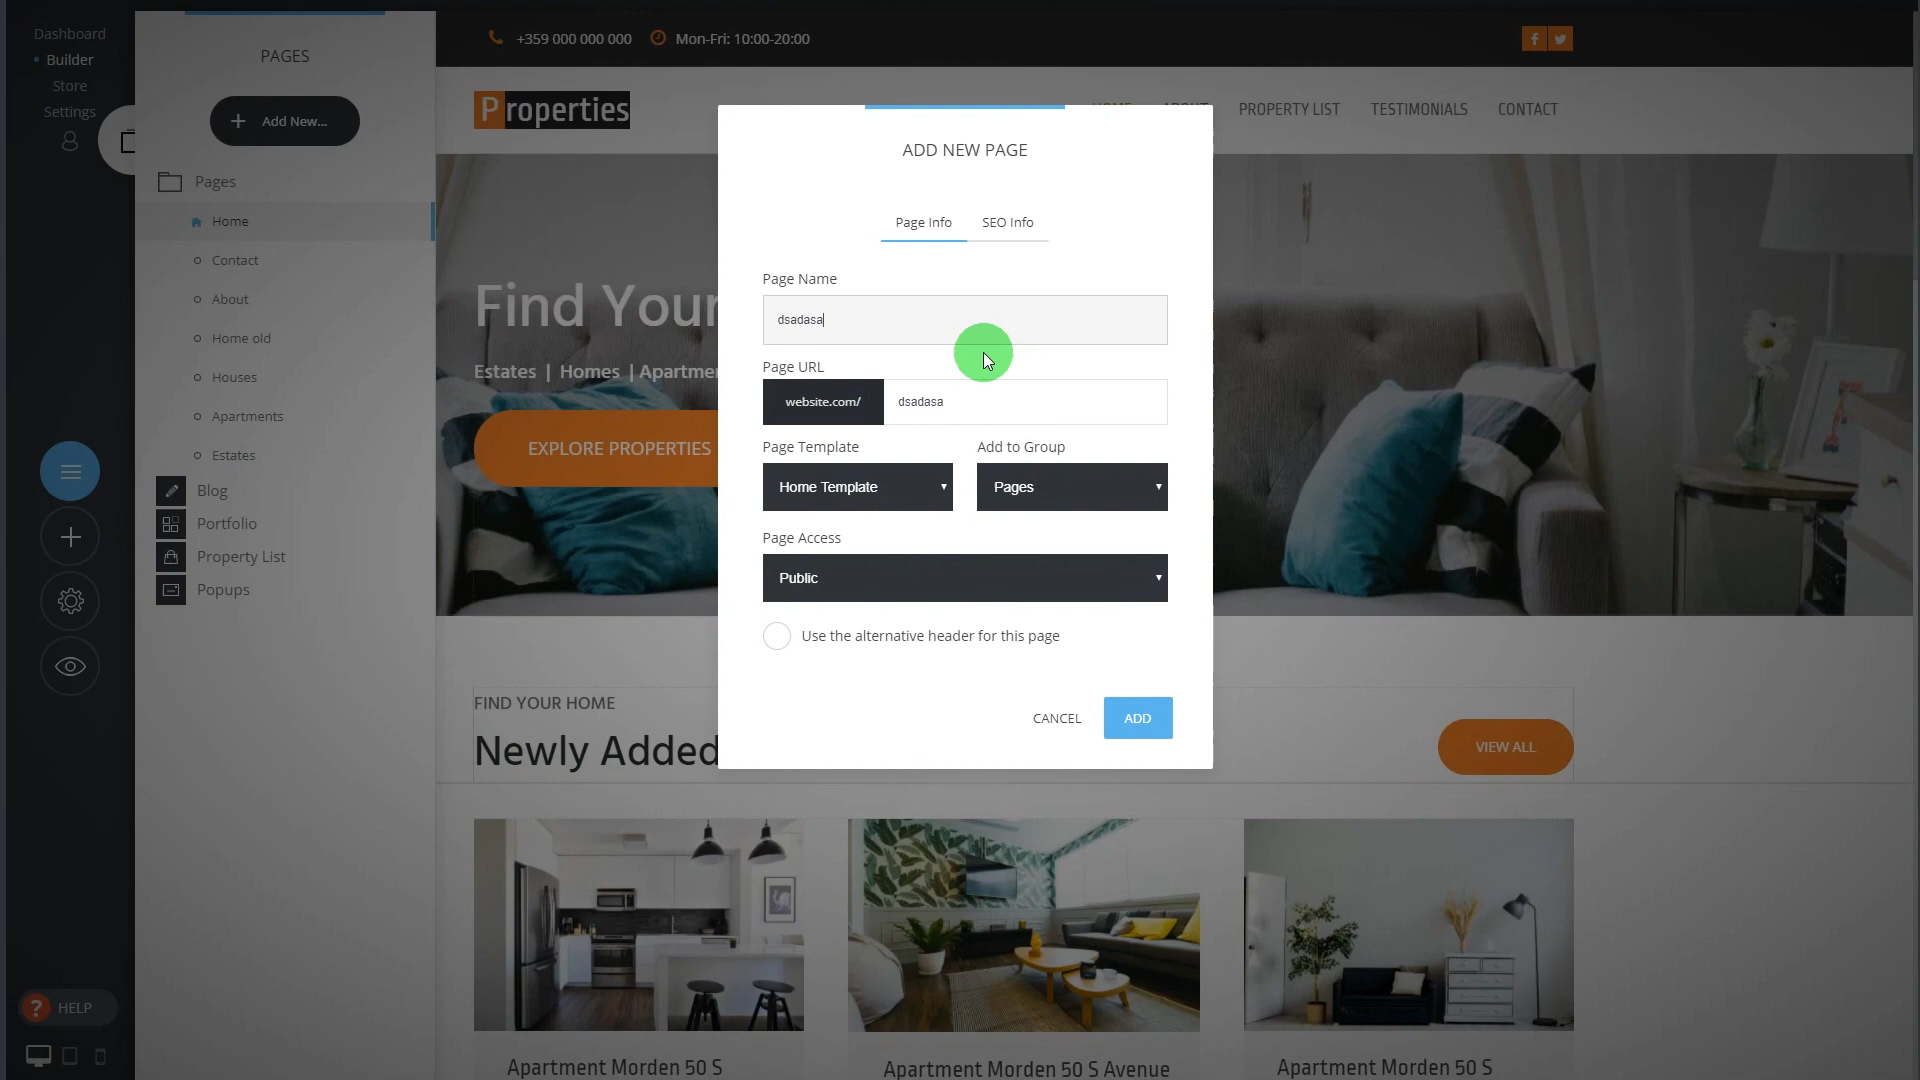 Dashboard
Builder
Store
Settings
PAGES
+ Add New...
Pages
Home
Contact
About
Home old
Houses
Apartments
Estates
Blog
Portfolio
Property List
Popups
? HELP
+359 000 000 000 Mon-Fri: 10:00-20:00
Properties
HOME ABOUT PROPERTY LIST TESTIMONIALS CONTACT
Find Your
Estates | Homes | Apartme
EXPLORE PROPERTIES
ADD NEW PAGE
Page Info SEO Info
Page Name
dsadasa
Page URL
website.com/ dsadasa
Page Template Add to Group
Home Template Pages
Page Access
Public
Use the alternative header for this page
CANCEL ADD
FIND YOUR HOME
Newly Added
VIEW ALL
Apartment Morden 50 S
Apartment Morden 50 S Avenue
Apartment Morden 50 S